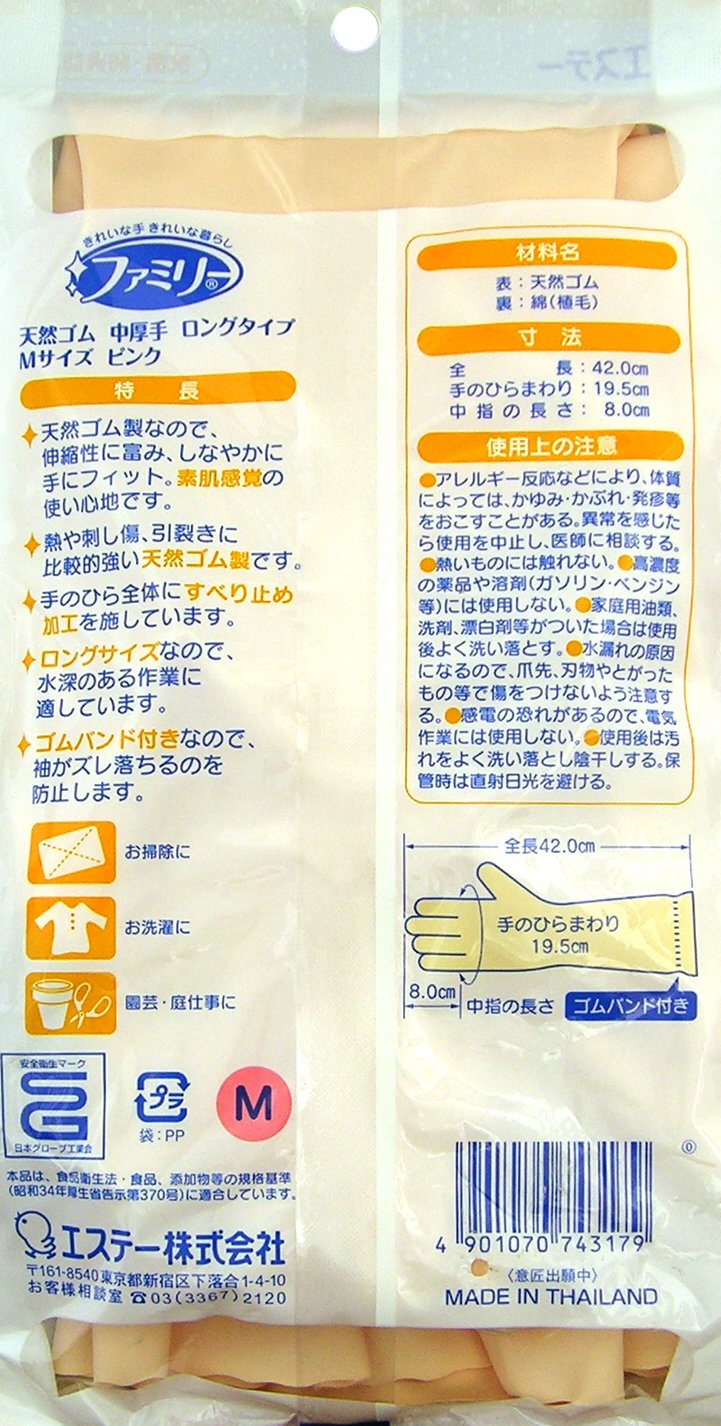 エステー
きれいな手 きれいな暮らし
ファミリー®
天然ゴム 中厚手 ロングタイプ
Mサイズ ピンク
特 長
天然ゴム製なので、
伸縮性に富み、しなやかに
手にフィット。素肌感覚の
使い心地です。
熱や刺し傷、引裂きに
比較的強い天然ゴム製です。
手のひら全体にすべり止め
加工を施しています。
ロングサイズなので、
水深のある作業に
適しています。
ゴムバンド付きなので、
袖がズレ落ちるのを
防止します。
お掃除に
お洗濯に
園芸・庭仕事に
安全衛生マーク
SG
日本グローブ工業会
プラ
袋:PP
M
本品は、食品衛生法・食品、添加物等の規格基準
(昭和34年厚生省告示第370号)に適合しています。
エステー株式会社
〒161-8540 東京都新宿区下落合1-4-10
お客様相談室 ☎03(3367)2120
材料名
表:天然ゴム
裏:綿(植毛)
寸 法
全 長:42.0cm
手のひらまわり:19.5cm
中指の長さ: 8.0cm
使用上の注意
●アレルギー反応などにより、体質
によっては、かゆみ・かぶれ・発疹等
をおこすことがある。異常を感じた
ら使用を中止し、医師に相談する。
●熱いものには触れない。●高濃度
の薬品や溶剤(ガソリン・ベンジン
等)には使用しない。●家庭用油類、
洗剤、漂白剤等がついた場合は使用
後よく洗い落とす。●水漏れの原因
になるので、爪先、刃物やとがった
もの等で傷をつけないよう注意す
る。●感電の恐れがあるので、電気
作業には使用しない。●使用後は汚
れをよく洗い落とし陰干しする。保
管時は直射日光を避ける。
全長42.0cm
手のひらまわり
19.5cm
8.0cm
中指の長さ
ゴムバンド付き
⓪
4 901070 743179
〈意匠出願中〉
MADE IN THAILAND